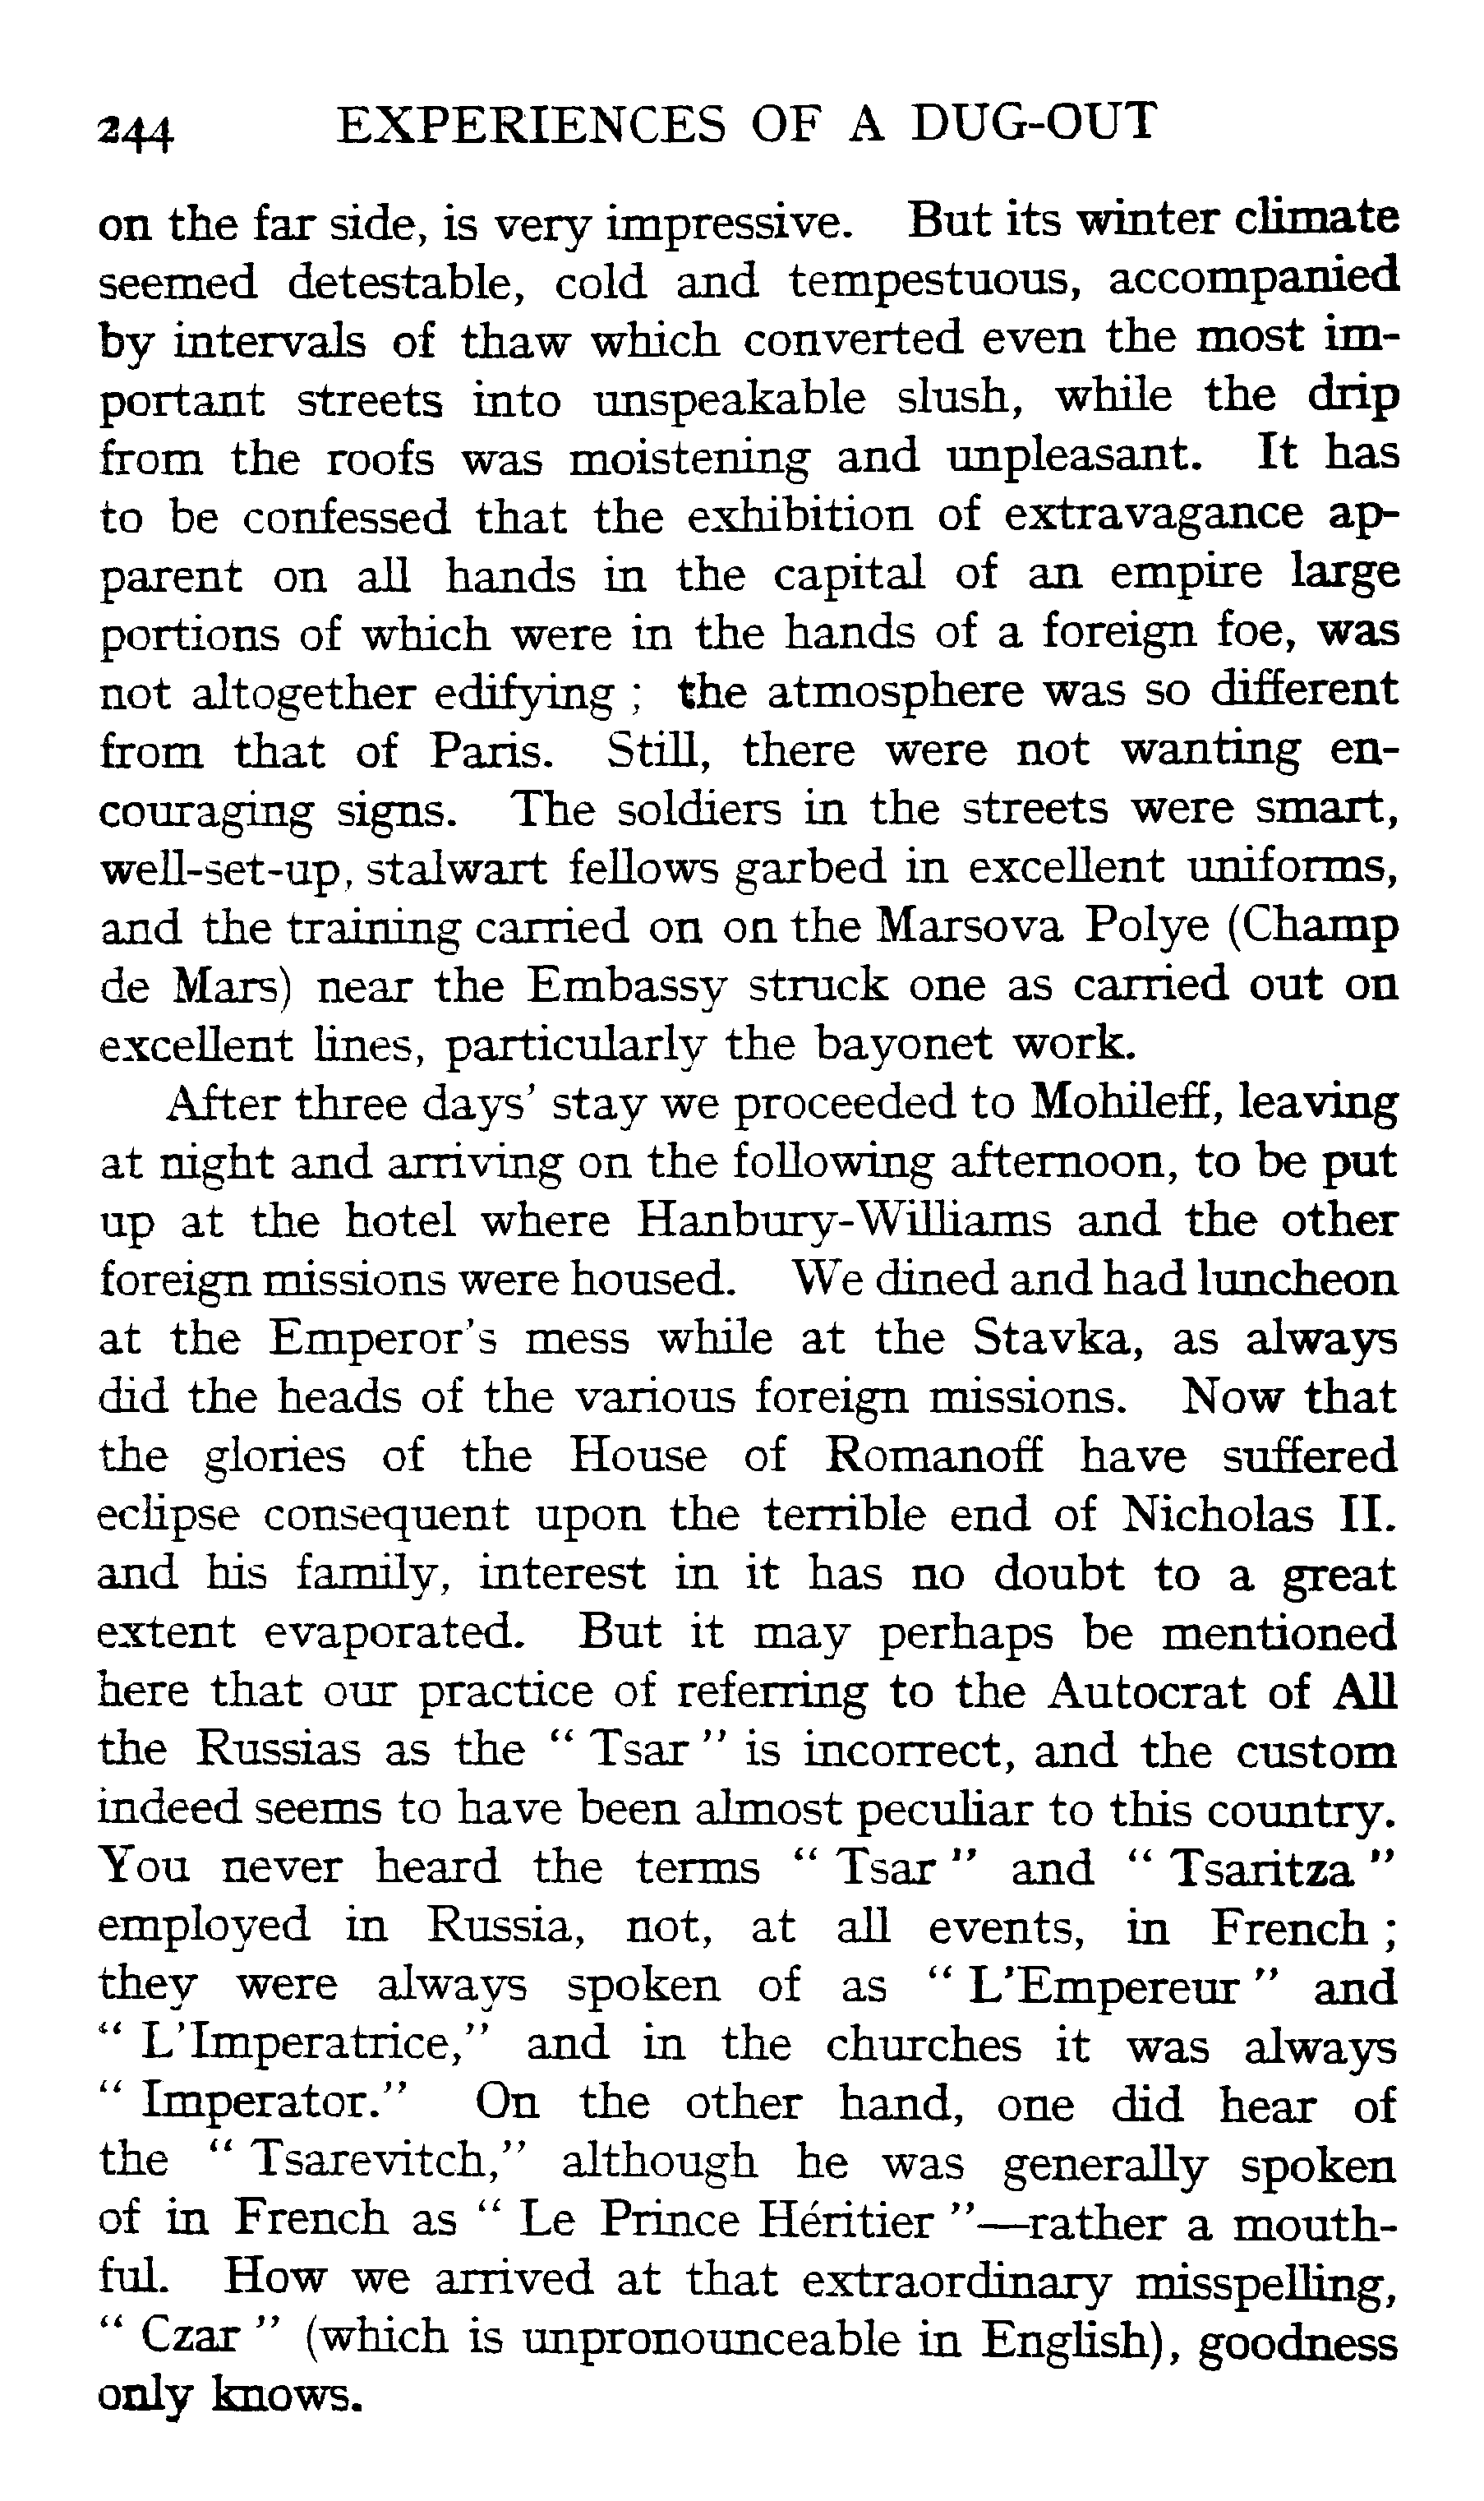 244 EXPERIENCES OF A DUG-OUT
on the far side, is very impressive. But its winter climate
seemed detestable, cold and tempestuous, accompanied
by intervals of thaw which converted even the most im-
portant streets into unspeakable slush, while the drip
from the roofs was moistening and unpleasant. It has
to be confessed that the exhibition of extravagance ap-
parent on all hands in the capital of an empire large
portions of which were in the hands of a foreign foe, was
not altogether edifying ; the atmosphere was so different
from that of Paris. Still, there were not wanting en-
couraging signs. The soldiers in the streets were smart,
well-set-up, stalwart fellows garbed in excellent uniforms,
and the training carried on on the Marsova Polye (Champ
de Mars) near the Embassy struck one as carried out on
excellent lines, particularly the bayonet work.
After three days' stay we proceeded to Mohileff, leaving
at night and arriving on the following afternoon, to be put
up at the hotel where Hanbury-Williams and the other
foreign missions were housed. We dined and had luncheon
at the Emperor's mess while at the Stavka, as always
did the heads of the various foreign missions. Now that
the glories of the House of Romanoff have suffered
eclipse consequent upon the terrible end of Nicholas II.
and his family, interest in it has no doubt to a great
extent evaporated. But it may perhaps be mentioned
here that our practice of referring to the Autocrat of All
the Russias as the " Tsar " is incorrect, and the custom
indeed seems to have been almost peculiar to this country.
You never heard the terms " Tsar " and " Tsaritza "
employed in Russia, not, at all events, in French ;
they were always spoken of as " L'Empereur " and
" L'Imperatrice," and in the churches it was always
" Imperator." On the other hand, one did hear of
the " Tsarevitch," although he was generally spoken
of in French as " Le Prince Héritier "—rather a mouth-
ful. How we arrived at that extraordinary misspelling,
" Czar " (which is unpronounceable in English), goodness
only knows.